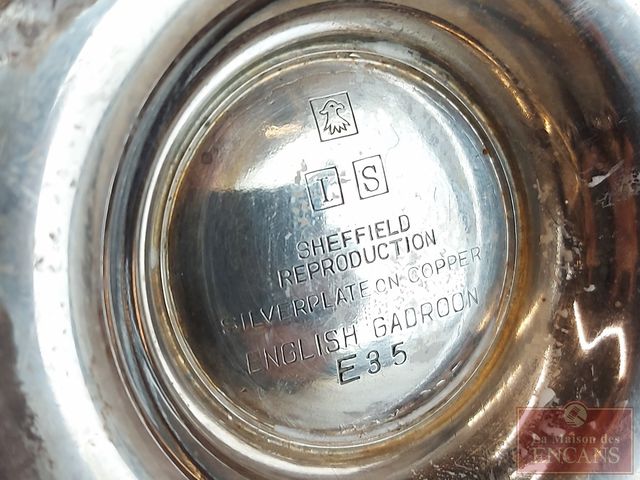 I S
SHEFFIELD
REPRODUCTION
SILVERPLATE ON COPPER
ENGLISH GADROON
E35
La Maison des
ENCANS